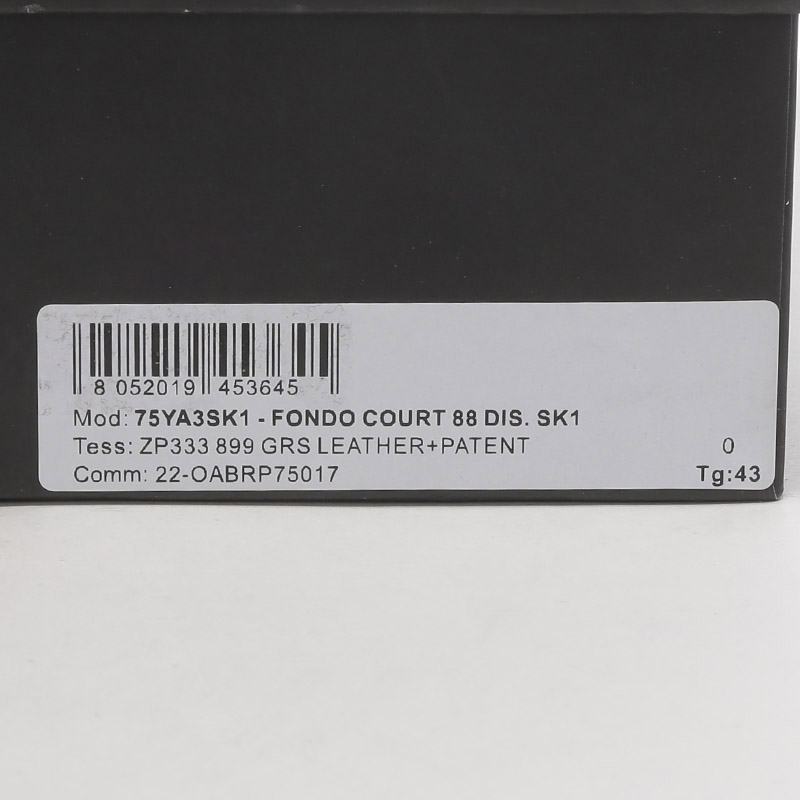 8 052019 453645
Mod: 75YA3SK1 - FONDO COURT 88 DIS. SK1
Tess: ZP333 899 GRS LEATHER+PATENT 0
Comm: 22-OABRP75017 Tg:43